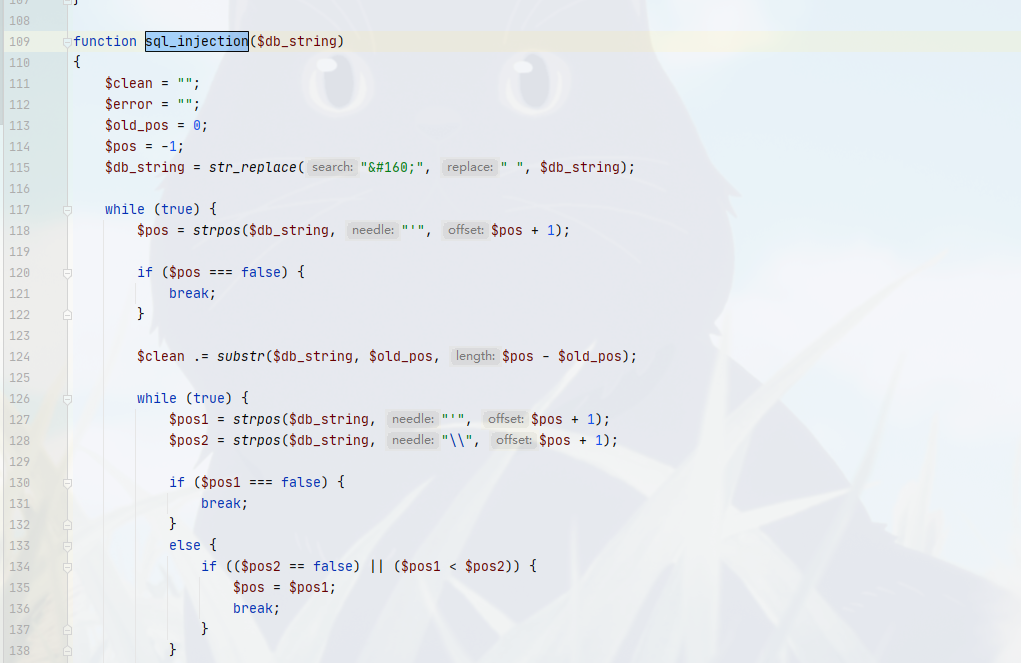 107 }
108
109 function sql_injection($db_string)
110 {
111 $clean = "";
112 $error = "";
113 $old_pos = 0;
114 $pos = -1;
115 $db_string = str_replace( search: "&#160;", replace: " ", $db_string);
116
117 while (true) {
118 $pos = strpos($db_string, needle: "'", offset: $pos + 1);
119
120 if ($pos === false) {
121 break;
122 }
123
124 $clean .= substr($db_string, $old_pos, length: $pos - $old_pos);
125
126 while (true) {
127 $pos1 = strpos($db_string, needle: "'", offset: $pos + 1);
128 $pos2 = strpos($db_string, needle: "\\", offset: $pos + 1);
129
130 if ($pos1 === false) {
131 break;
132 }
133 else {
134 if (($pos2 == false) || ($pos1 < $pos2)) {
135 $pos = $pos1;
136 break;
137 }
138 }